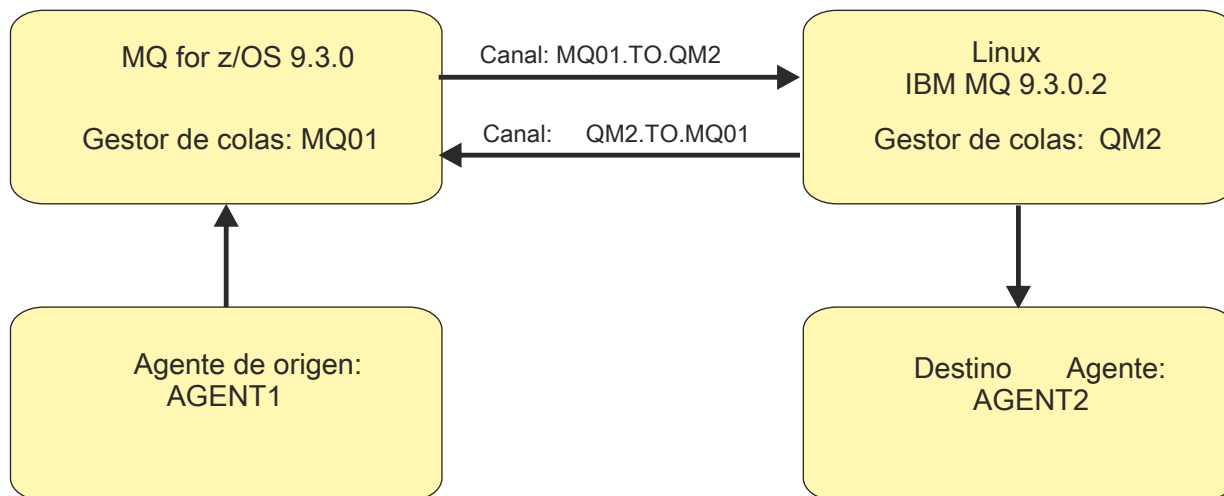 MQ for z/OS 9.3.0
Gestor de colas: MQ01
Canal: MQ01.TO.QM2
Canal: QM2.TO.MQ01
Linux
IBM MQ 9.3.0.2
Gestor de colas: QM2
Agente de origen:
AGENT1
Destino Agente:
AGENT2